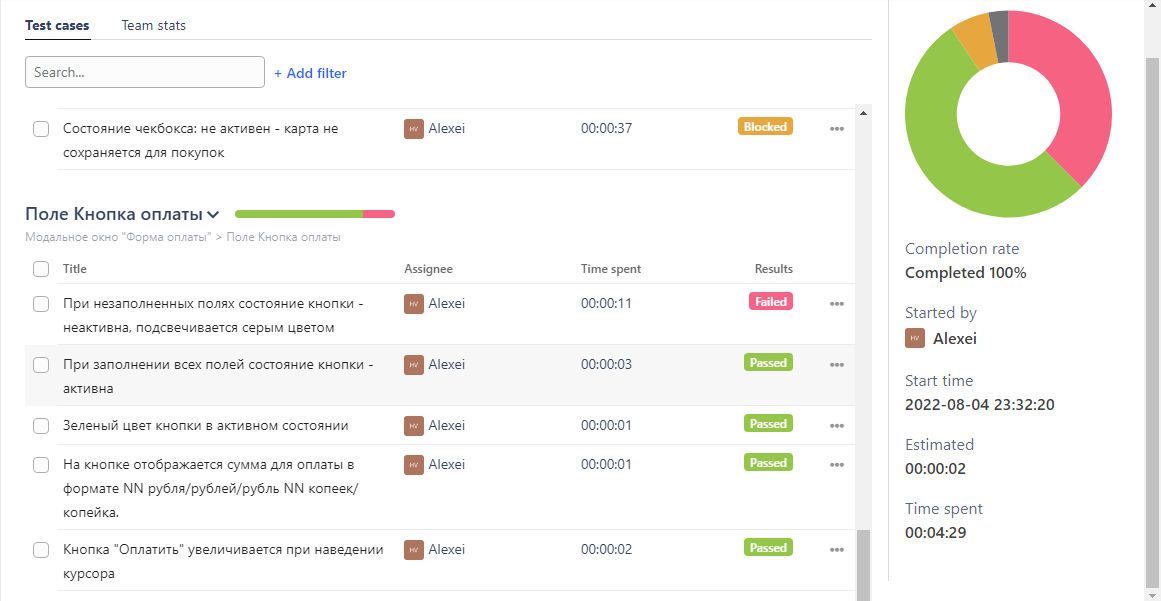 Test cases
Team stats
Search...
+ Add filter
Состояние чекбокса: не активен - карта не
сохраняется для покупок
HV Alexei
00:00:37
Blocked
Поле Кнопка оплаты
Модальное окно "Форма оплаты" > Поле Кнопка оплаты
Title
Assignee
Time spent
Results
При незаполненных полях состояние кнопки -
неактивна, подсвечивается серым цветом
HV Alexei
00:00:11
Failed
При заполнении всех полей состояние кнопки -
активна
HV Alexei
00:00:03
Passed
Зеленый цвет кнопки в активном состоянии
HV Alexei
00:00:01
Passed
На кнопке отображается сумма для оплаты в
формате NN рубля/рублей/рубль NN копеек/
копейка.
HV Alexei
00:00:01
Passed
Кнопка "Оплатить" увеличивается при наведении
курсора
HV Alexei
00:00:02
Passed
Completion rate
Completed 100%
Started by
HV Alexei
Start time
2022-08-04 23:32:20
Estimated
00:00:02
Time spent
00:04:29